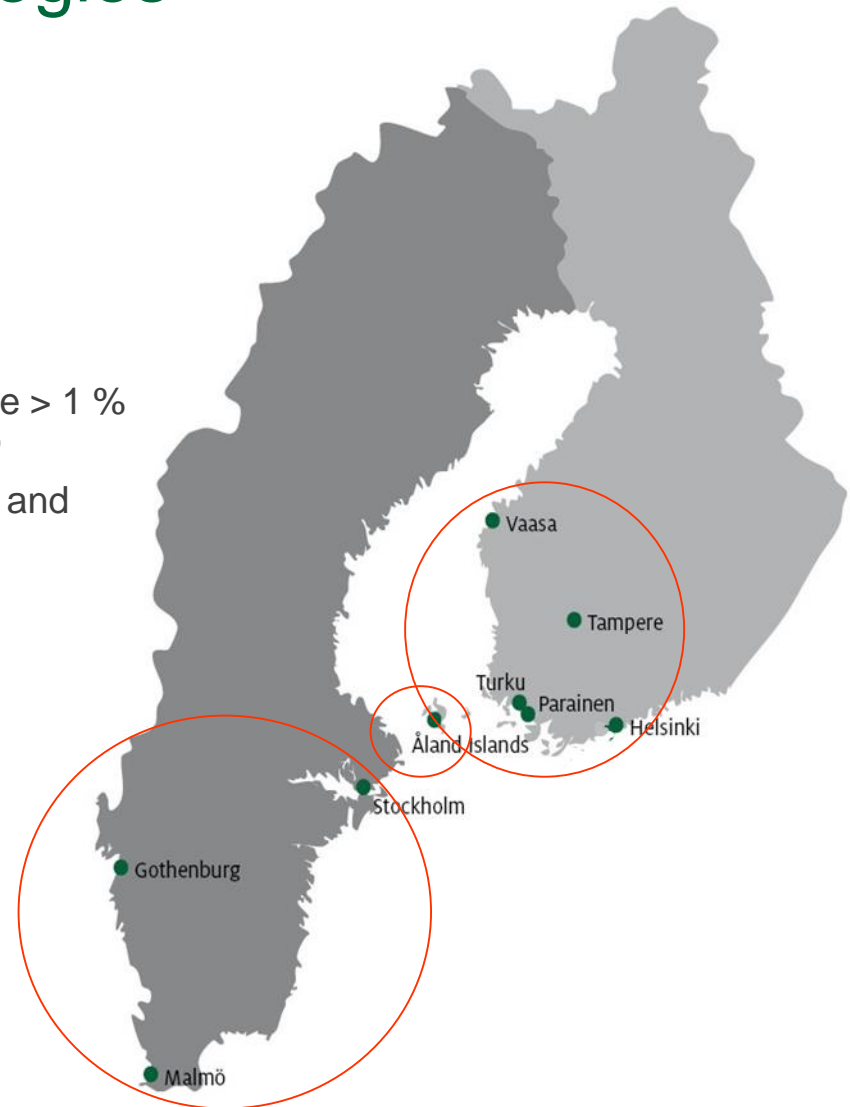 e > 1 %
and
Vaasa
Tampere
Turku
Parainen
Helsinki
Åland Islands
Stockholm
Gothenburg
Malmö